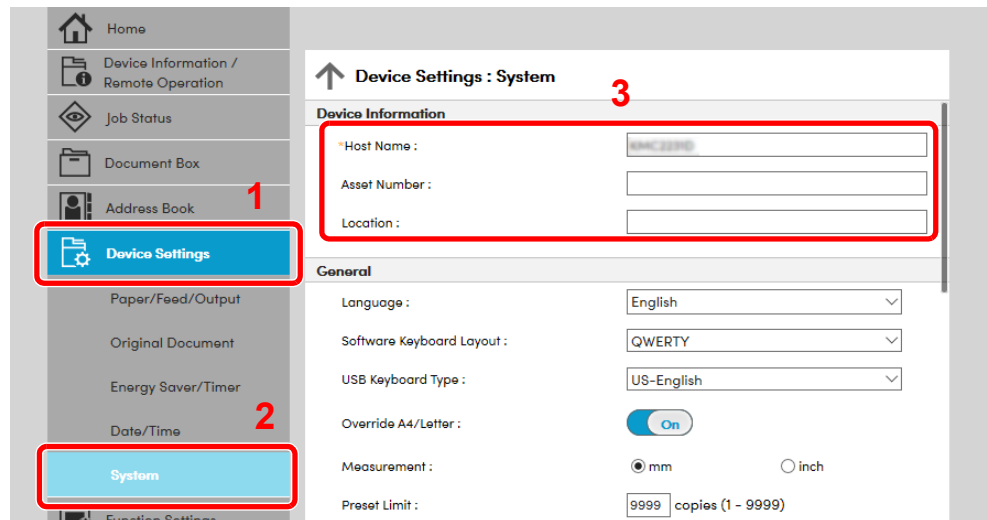 Home
Device Information /
Remote Operation
Job Status
Document Box
Address Book
1
Device Settings
Paper/Feed/Output
Original Document
Energy Saver/Timer
Date/Time
2
System
Function Settings
Device Settings : System
3
Device Information
*Host Name :
Asset Number :
Location :
General
Language : English
Software Keyboard Layout : QWERTY
USB Keyboard Type : US-English
Override A4/Letter : On
Measurement : mm inch
Preset Limit : 9999 copies (1 - 9999)